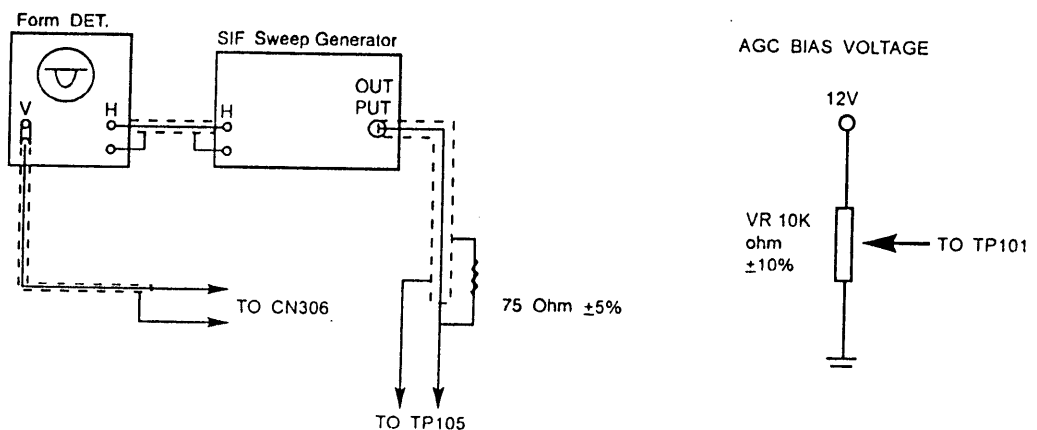 Form DET.
V
H
SIF Sweep Generator
H
OUT
PUT
TO CN306
75 Ohm ±5%
TO TP105
AGC BIAS VOLTAGE
12V
VR 10K
ohm
±10%
TO TP101